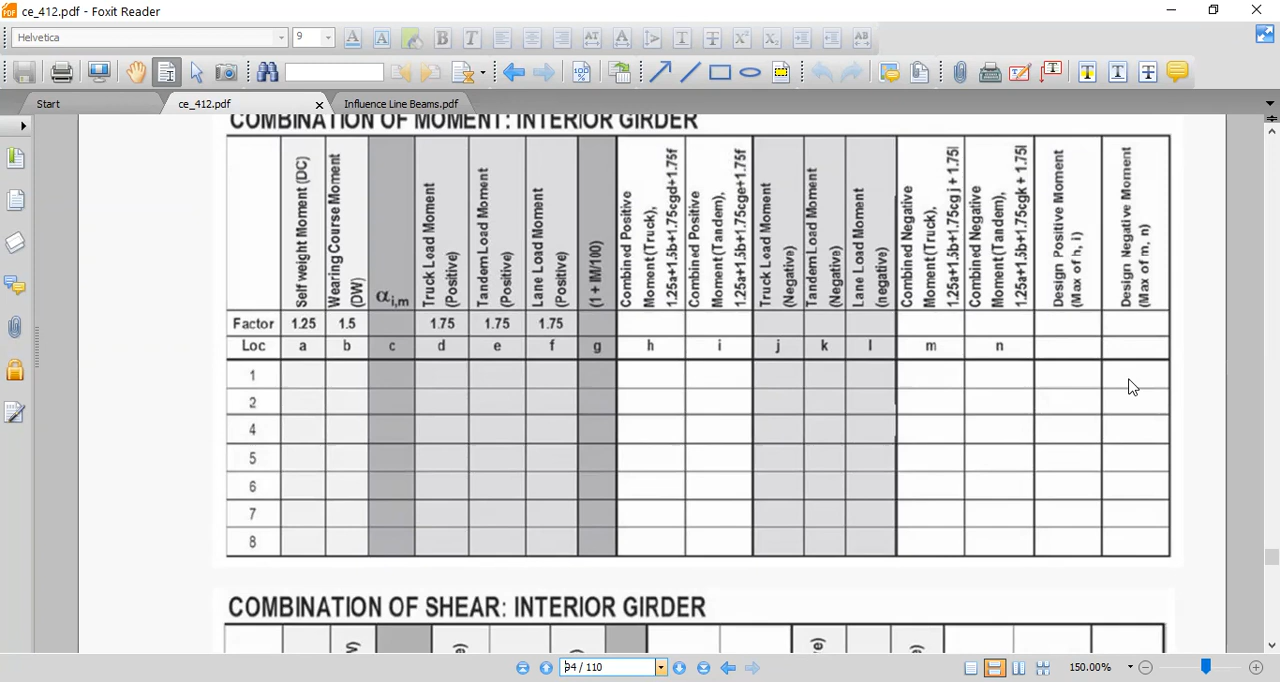 ce_412.pdf - Foxit Reader
Helvetica
9
Start
ce_412.pdf
Influence Line Beams.pdf
COMBINATION OF MOMENT: INTERIOR GIRDER
Self weight Moment (DC)
Wearing Course Moment
(DW)
αi,m
Truck Load Moment
(Positive)
Tandem Load Moment
(Positive)
Lane Load Moment
(Positive)
(1 + IM/100)
Combined Positive
Moment (Truck),
1.25a+1.5b+1.75cgd+1.75f
Combined Positive
Moment (Tandem),
1.25a+1.5b+1.75cge+1.75f
Truck Load Moment
(Negative)
Tandem Load Moment
(Negative)
Lane Load Moment
(negative)
Combined Negative
Moment (Truck),
1.25a+1.5b+1.75cg j + 1.75l
Combined Negative
Moment (Tandem),
1.25a+1.5b+1.75cgk + 1.75l
Design Positive Moment
(Max of h, i)
Design Negative Moment
(Max of m, n)
Factor 1.25 1.5 1.75 1.75 1.75
Loc a b c d e f g h i j k l m n
1
2
4
5
6
7
8
COMBINATION OF SHEAR: INTERIOR GIRDER
94 / 110
150.00%